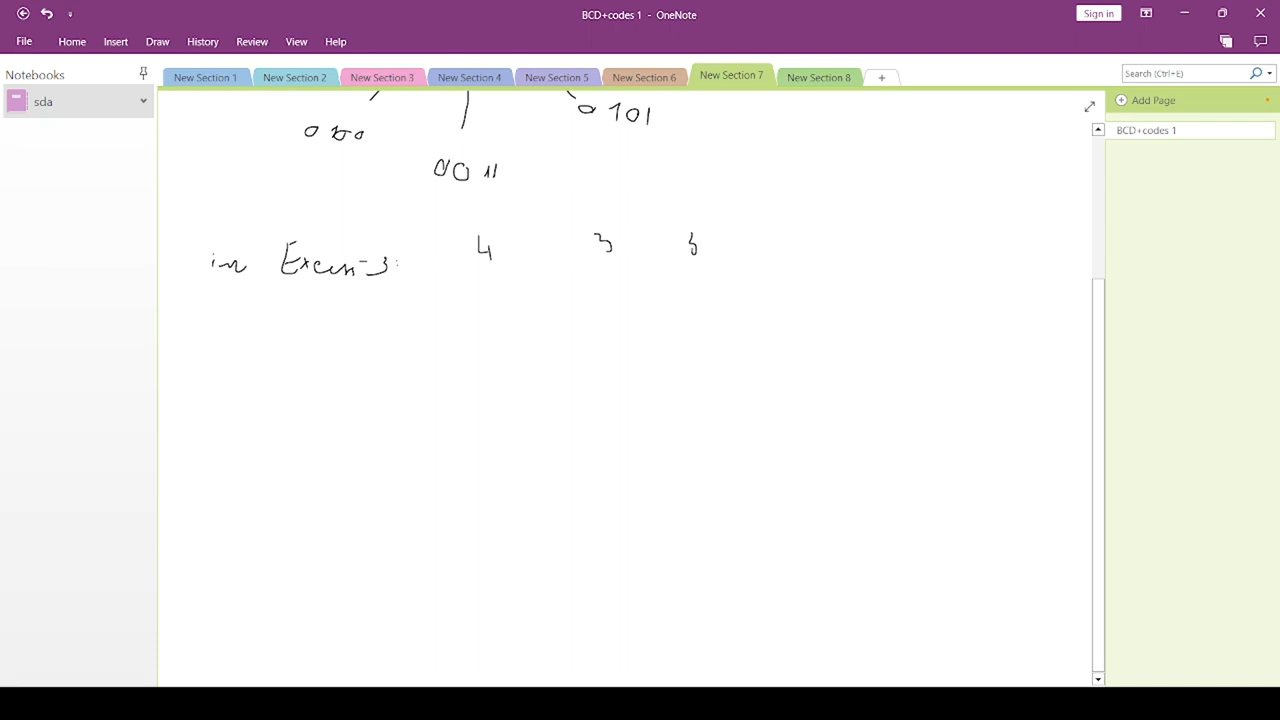 BCD+codes 1 - OneNote
Sign in
File Home Insert Draw History Review View Help
Notebooks
New Section 1 New Section 2 New Section 3 New Section 4 New Section 5 New Section 6 New Section 7 New Section 8 +
Search (Ctrl+E)
sda
Add Page
BCD+codes 1
0101
0011
in Excess-3: 4 3